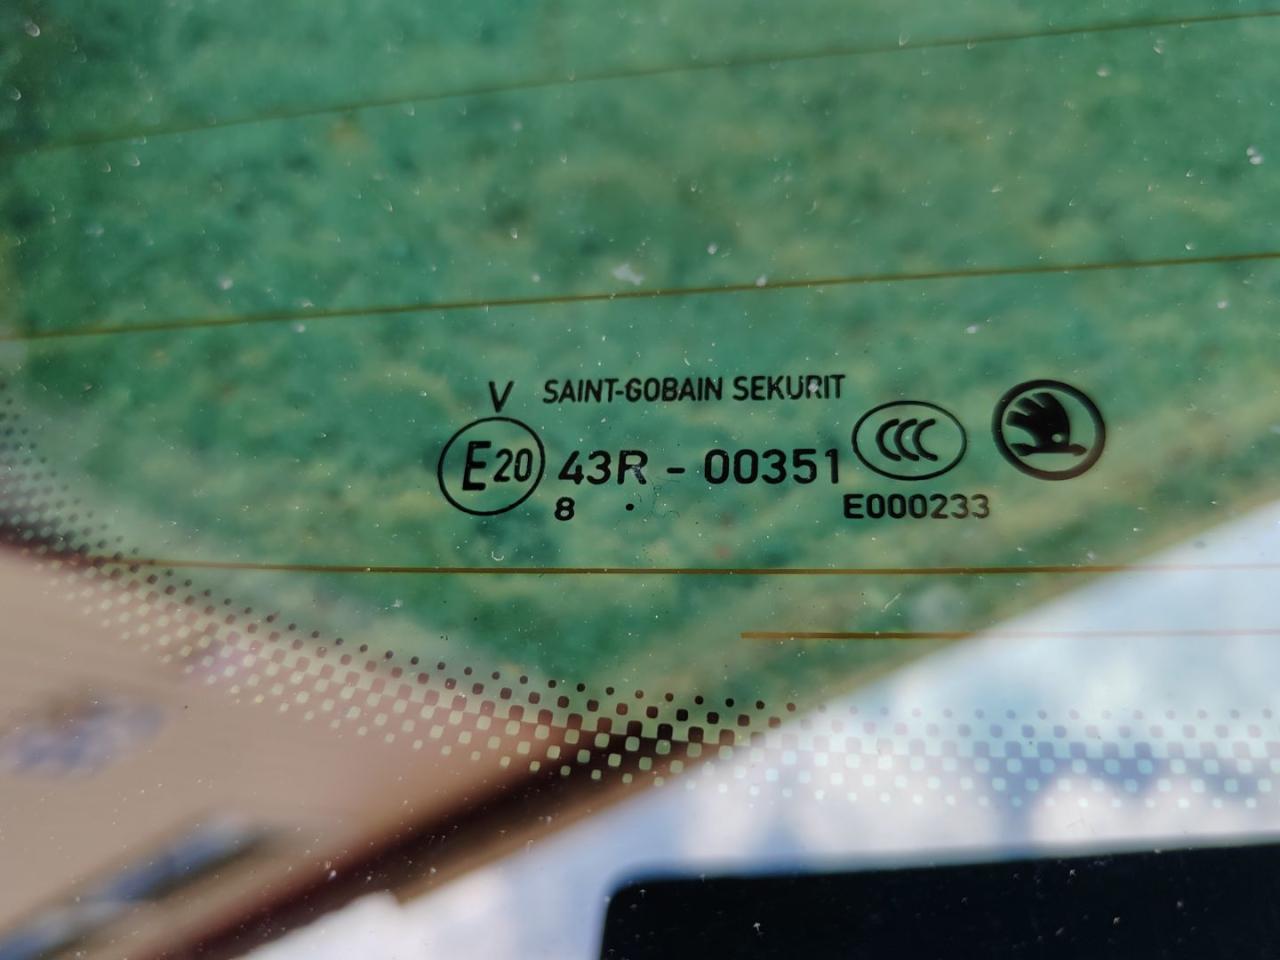 V SAINT-GOBAIN SEKURIT
E20 43R - 00351 CCC
8 . E000233